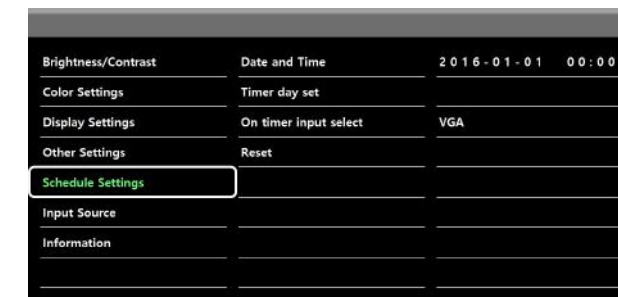 Brightness/Contrast Date and Time 2016-01-01 00:00
Color Settings Timer day set
Display Settings On timer input select VGA
Other Settings Reset
Schedule Settings
Input Source
Information